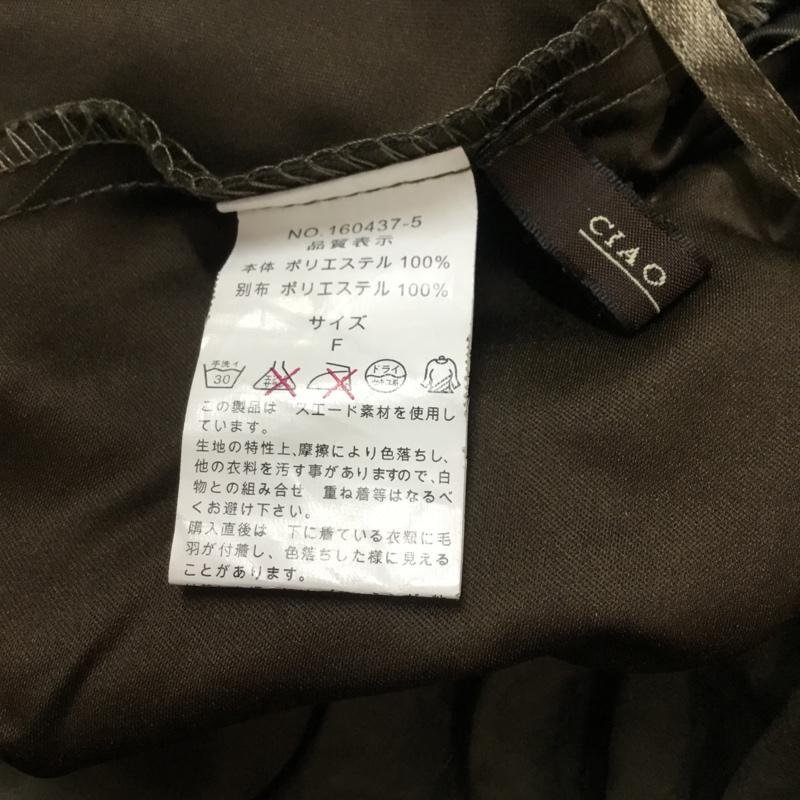 NO.160437-5
品質表示
本体 ポリエステル 100%
別布 ポリエステル 100%
サイズ
F
手洗イ
30
ドライ
この製品は スエード素材を使用し
ています。
生地の特性上、摩擦により色落ちし、
他の衣料を汚す事がありますので、白
物との組み合せ 重ね着等はなるべ
くお避け下さい。
購入直後は 下に着ている衣類に毛
羽が付着し、色落ちした様に見える
ことがあります。
CIAO